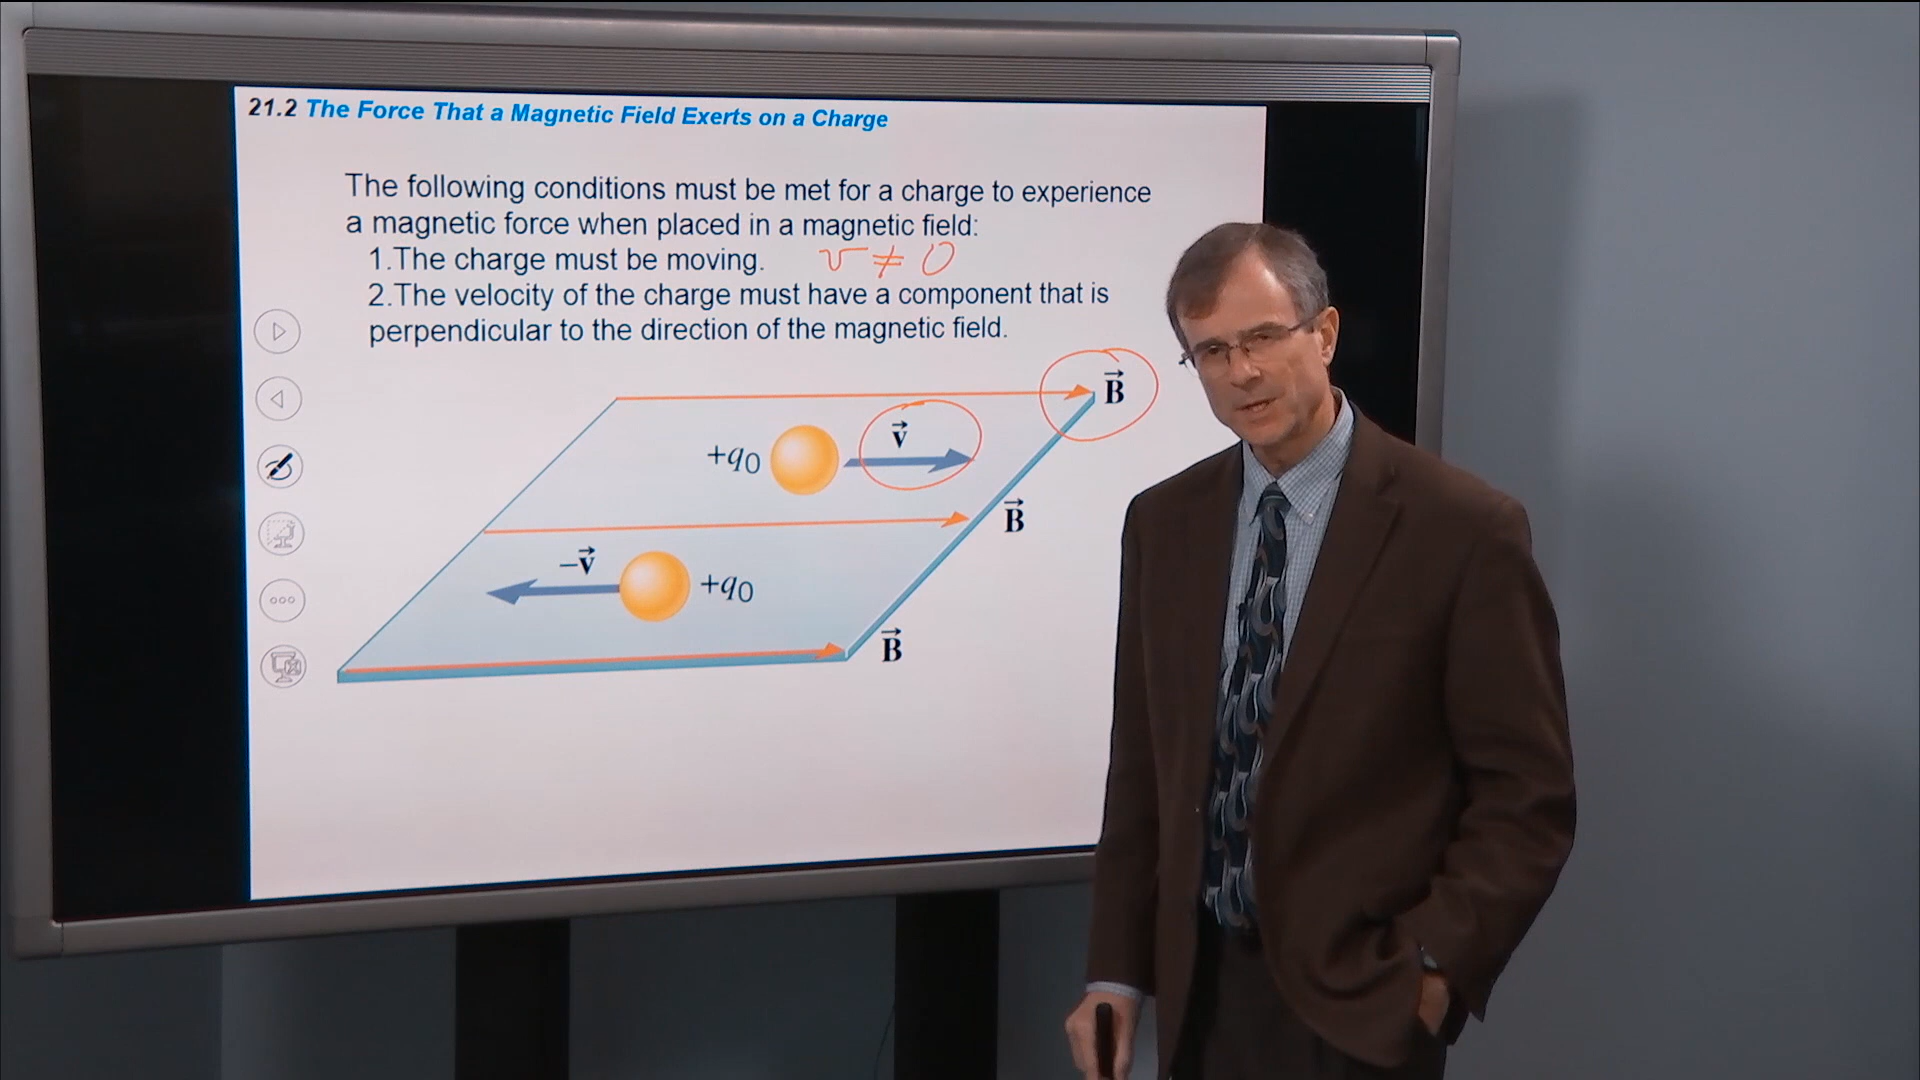 21.2 The Force That a Magnetic Field Exerts on a Charge
The following conditions must be met for a charge to experience
a magnetic force when placed in a magnetic field:
1.The charge must be moving. v ≠ 0
2.The velocity of the charge must have a component that is
perpendicular to the direction of the magnetic field.
B⃗
v⃗
+q₀
B⃗
−v⃗
+q₀
B⃗